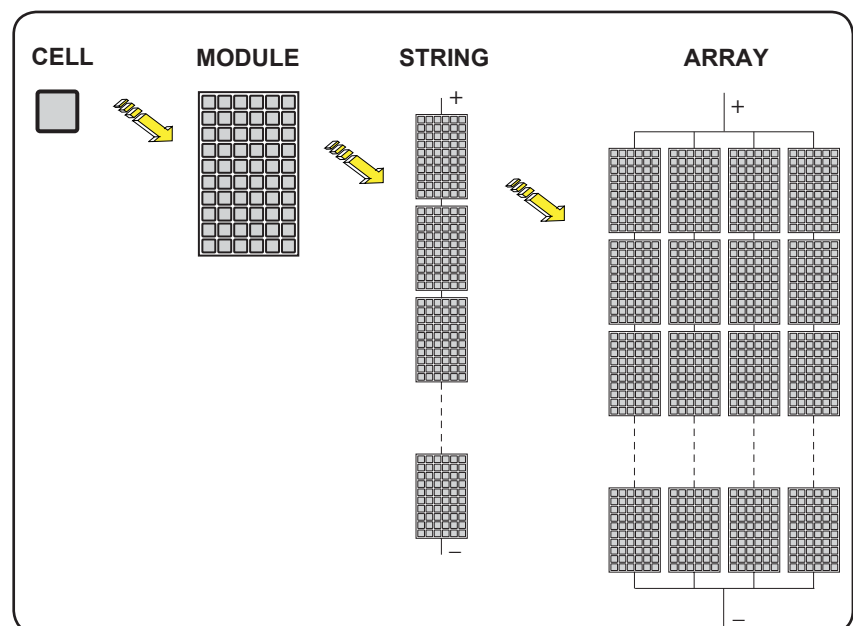 CELL MODULE STRING ARRAY
+ +
–
–